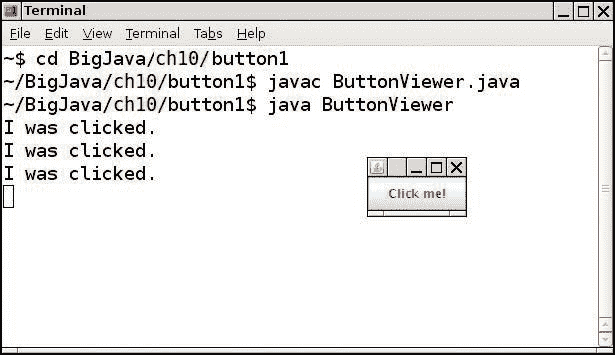 Terminal
File Edit View Terminal Tabs Help
~$ cd BigJava/ch10/button1
~/BigJava/ch10/button1$ javac ButtonViewer.java
~/BigJava/ch10/button1$ java ButtonViewer
I was clicked.
I was clicked.
I was clicked.
Click me!